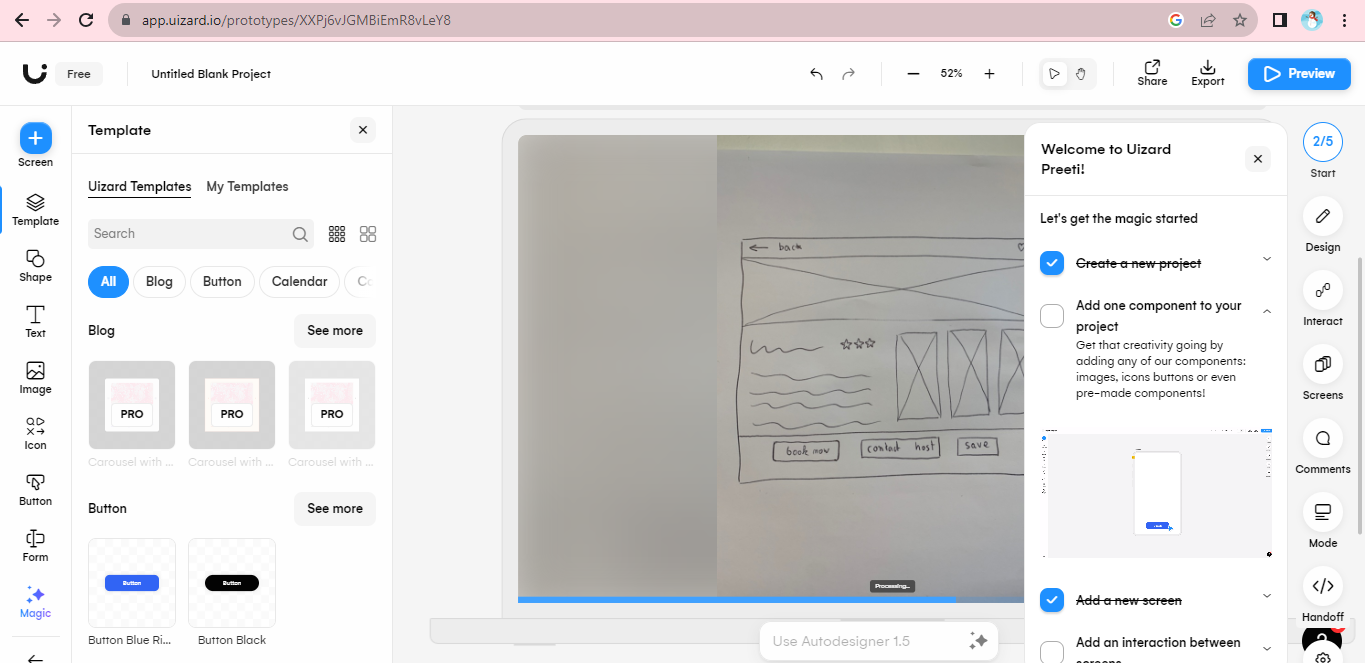 app.uizard.io/prototypes/XXPj6vJGMBiEmR8vLeY8
Free
Untitled Blank Project
52%
Share
Export
Preview
Screen
Template
Shape
Text
Image
Icon
Button
Form
Magic
Template
Uizard Templates
My Templates
Search
All
Blog
Button
Calendar
Blog
See more
PRO
PRO
PRO
Carousel with ...
Carousel with ...
Carousel with ...
Button
See more
Button
Button
Button Blue Ri...
Button Black
back
book now
contact host
save
Processing...
Use Autodesigner 1.5
Welcome to Uizard
Preeti!
Let's get the magic started
Create a new project
Add one component to your
project
Get that creativity going by
adding any of our components:
images, icons buttons or even
pre-made components!
Add a new screen
Add an interaction between
screens
2/5
Start
Design
Interact
Screens
Comments
Mode
Handoff